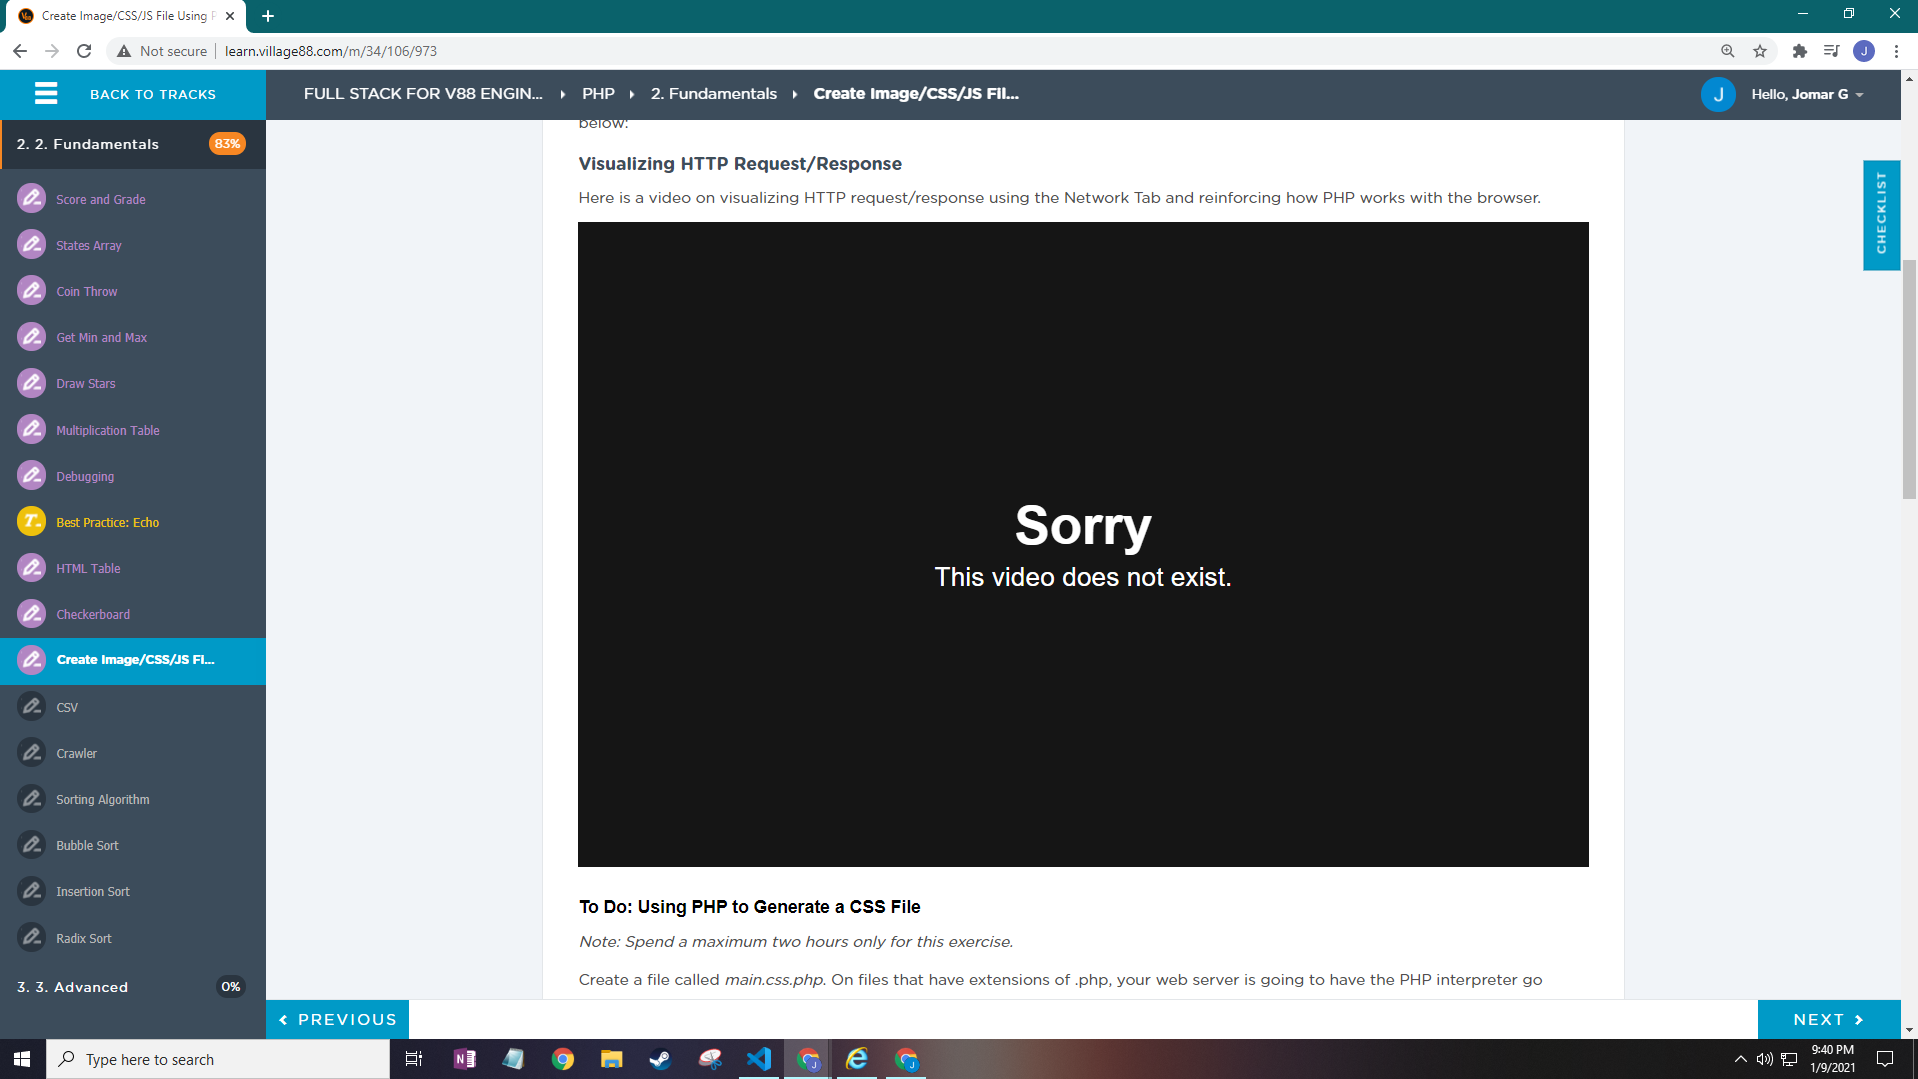 Create Image/CSS/JS File Using P
Not secure
learn.village88.com/m/34/106/973
J
BACK TO TRACKS
FULL STACK FOR V88 ENGIN...
PHP
2. Fundamentals
Create Image/CSS/JS Fil...
J
Hello, Jomar G
2. 2. Fundamentals
83%
Score and Grade
States Array
Coin Throw
Get Min and Max
Draw Stars
Multiplication Table
Debugging
Best Practice: Echo
HTML Table
Checkerboard
Create Image/CSS/JS Fi...
CSV
Crawler
Sorting Algorithm
Bubble Sort
Insertion Sort
Radix Sort
3. 3. Advanced
0%
below:
Visualizing HTTP Request/Response
Here is a video on visualizing HTTP request/response using the Network Tab and reinforcing how PHP works with the browser.
Sorry
This video does not exist.
To Do: Using PHP to Generate a CSS File
Note: Spend a maximum two hours only for this exercise.
Create a file called main.css.php. On files that have extensions of .php, your web server is going to have the PHP interpreter go
CHECKLIST
PREVIOUS
NEXT
Type here to search
9:40 PM
1/9/2021